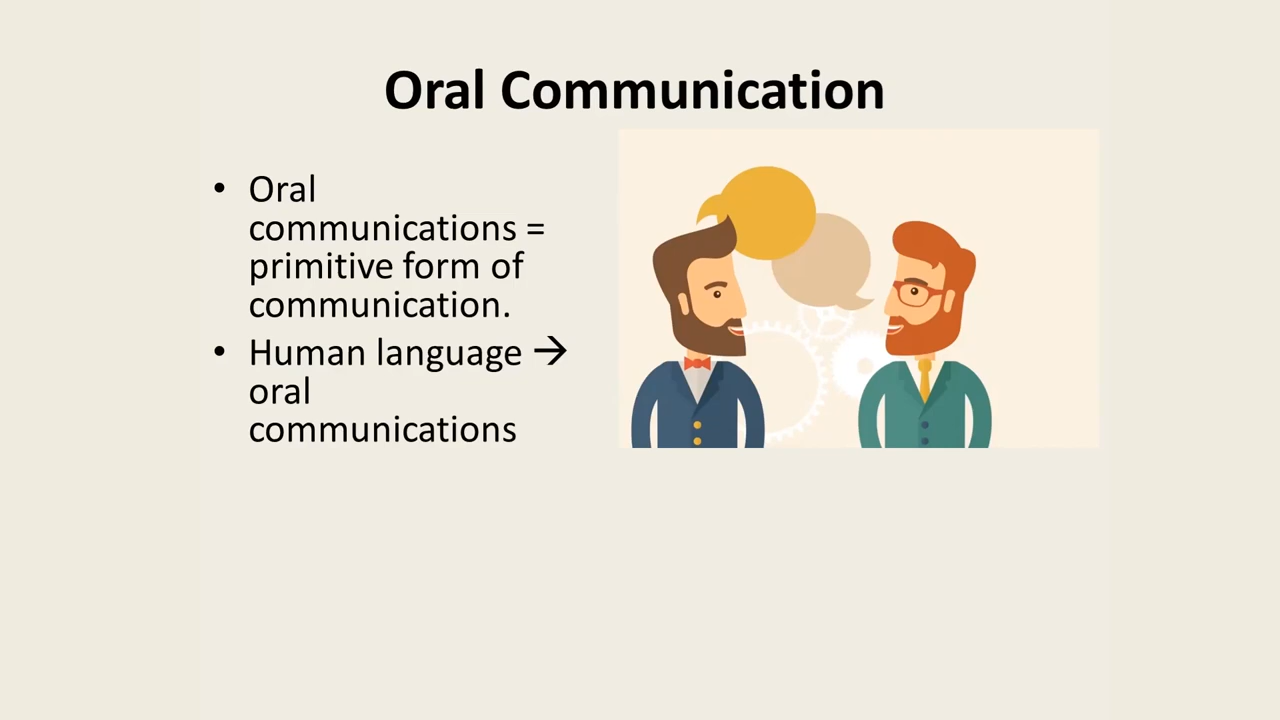 Oral Communication
• Oral
communications =
primitive form of
communication.
• Human language →
oral
communications